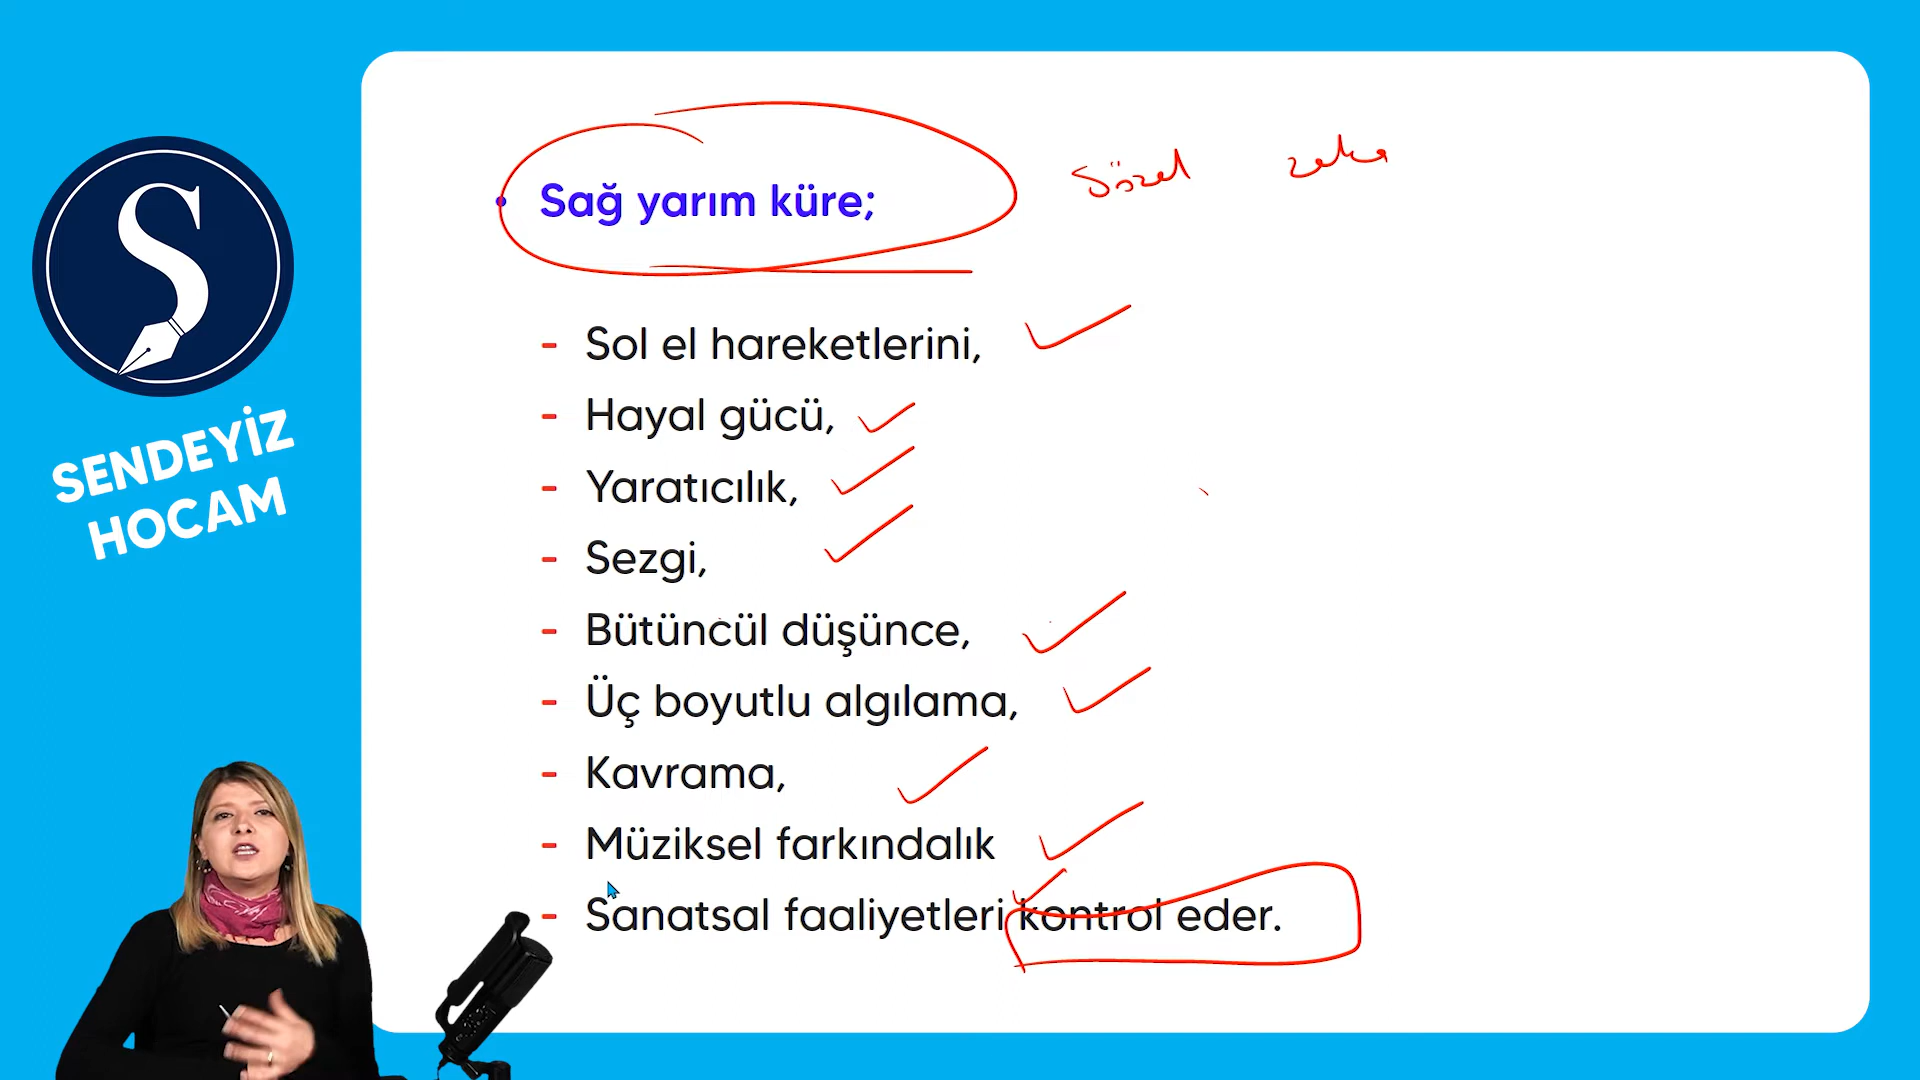 SENDEYİZ
HOCAM
• Sağ yarım küre;
sözel zeka
- Sol el hareketlerini,
- Hayal gücü,
- Yaratıcılık,
- Sezgi,
- Bütüncül düşünce,
- Üç boyutlu algılama,
- Kavrama,
- Müziksel farkındalık
- Sanatsal faaliyetleri kontrol eder.